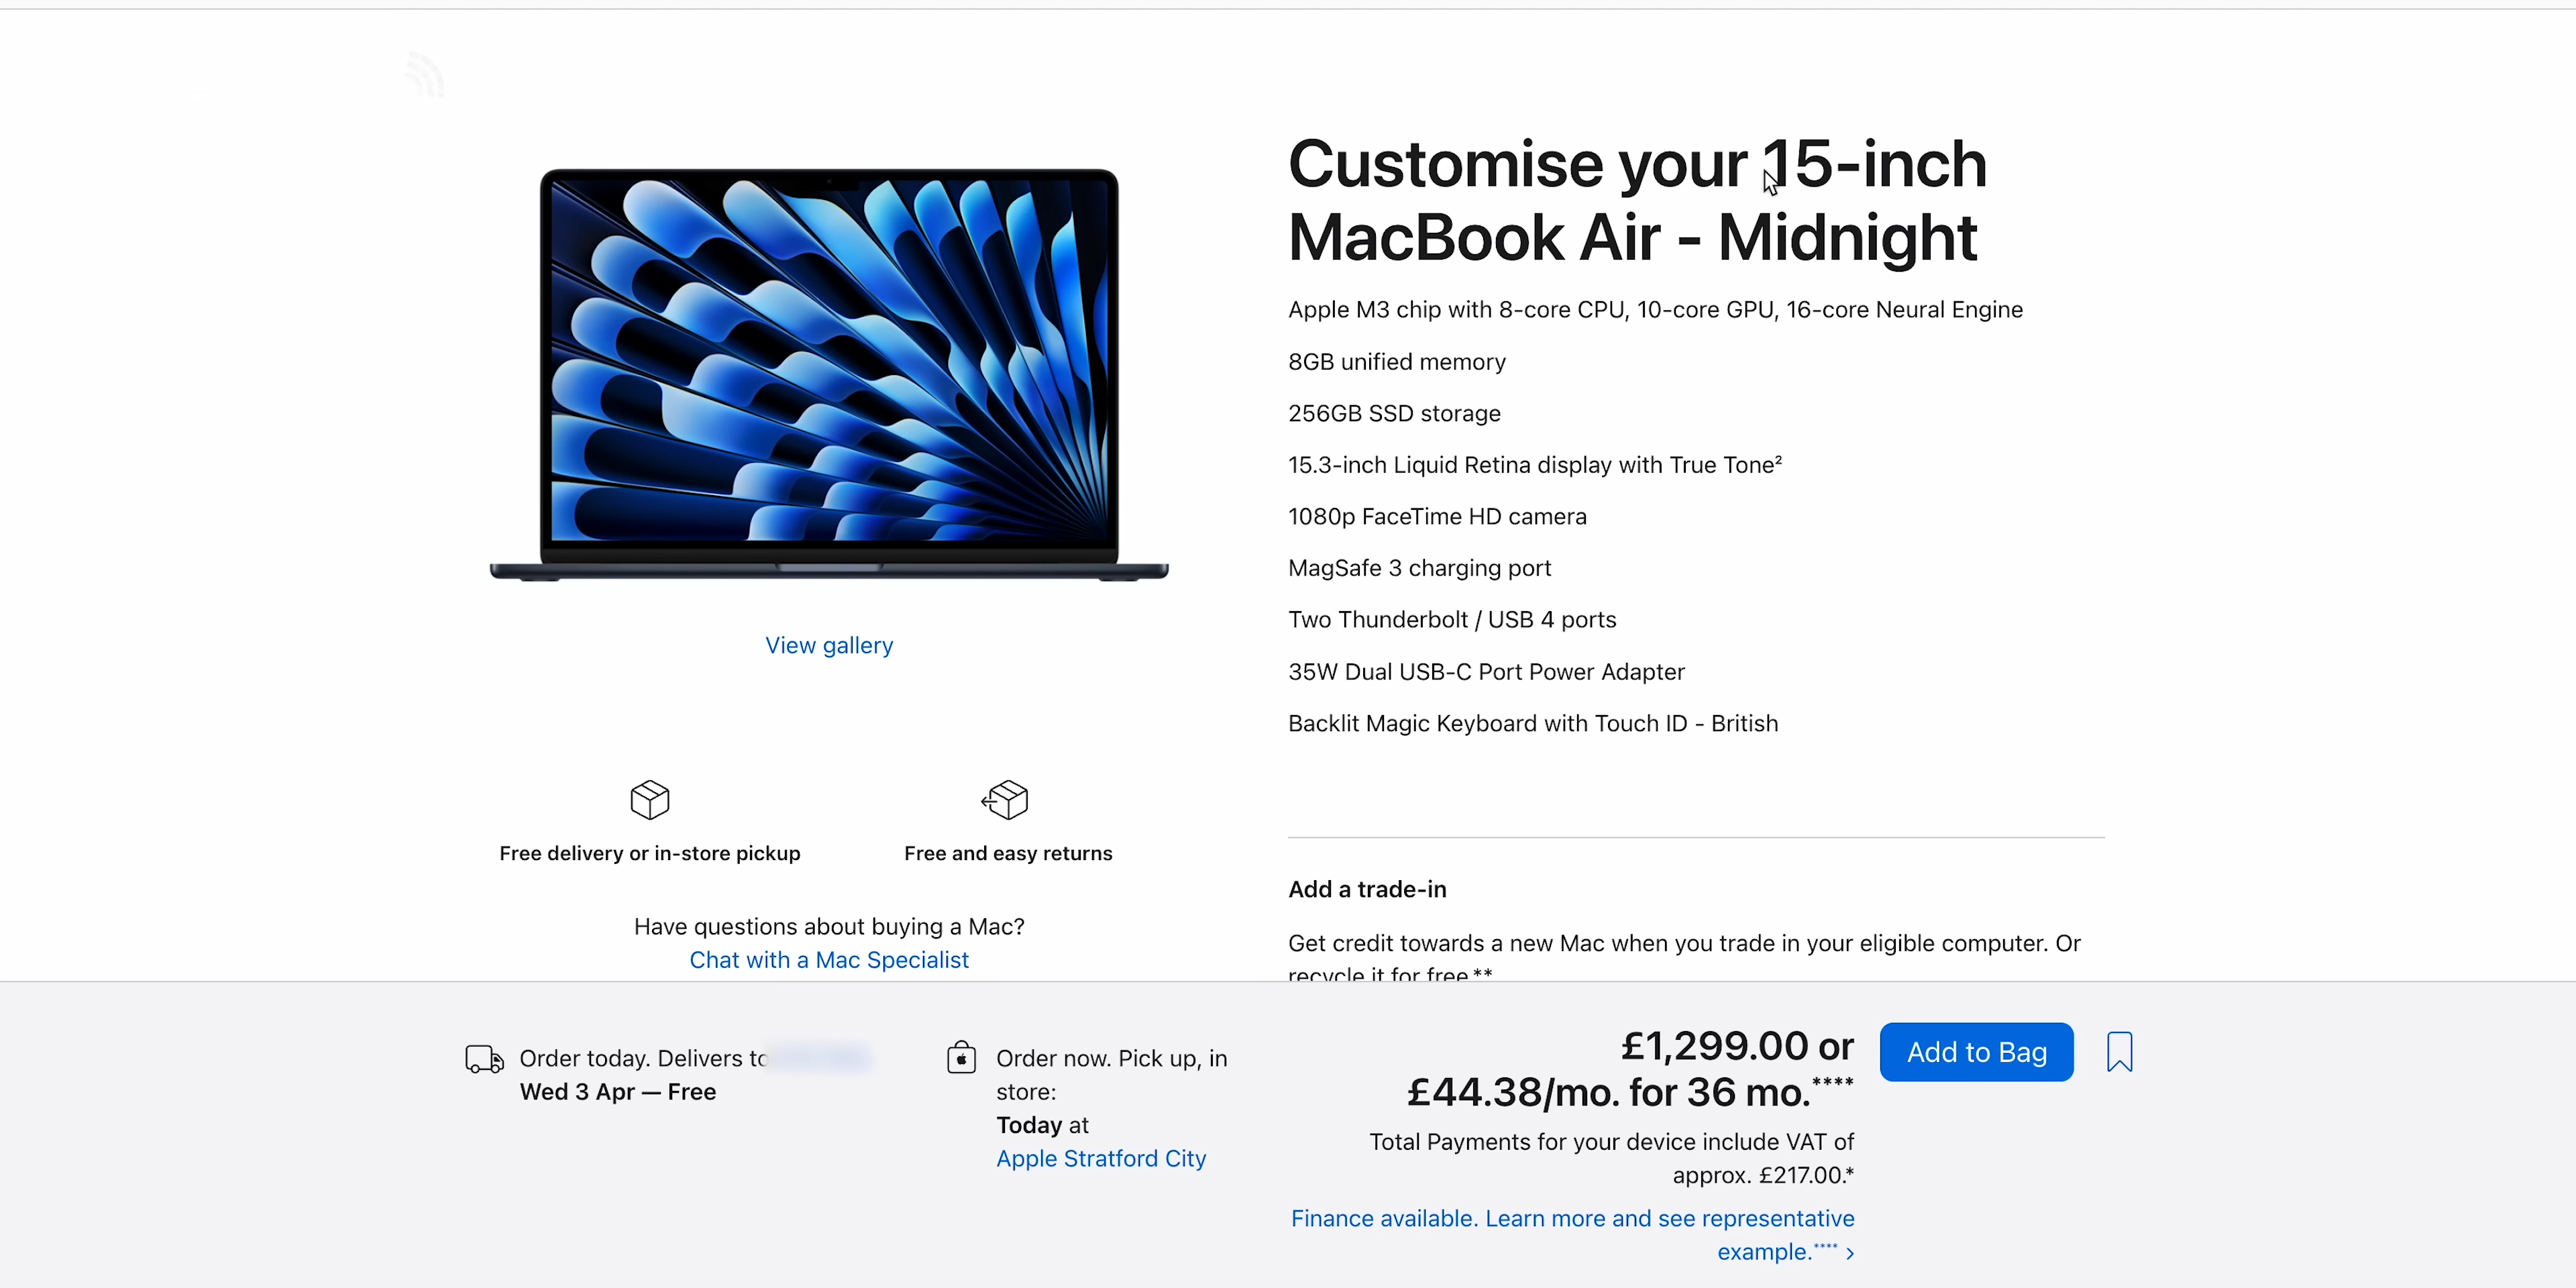 Customise your 15-inch
MacBook Air - Midnight
Apple M3 chip with 8-core CPU, 10-core GPU, 16-core Neural Engine
8GB unified memory
256GB SSD storage
15.3-inch Liquid Retina display with True Tone²
1080p FaceTime HD camera
MagSafe 3 charging port
Two Thunderbolt / USB 4 ports
35W Dual USB-C Port Power Adapter
Backlit Magic Keyboard with Touch ID - British
View gallery
Free delivery or in-store pickup
Free and easy returns
Have questions about buying a Mac?
Chat with a Mac Specialist
Add a trade-in
Get credit towards a new Mac when you trade in your eligible computer. Or
recycle it for free.**
Order today. Delivers to
Wed 3 Apr — Free
Order now. Pick up, in
store:
Today at
Apple Stratford City
£1,299.00 or
£44.38/mo. for 36 mo.****
Total Payments for your device include VAT of
approx. £217.00.*
Finance available. Learn more and see representative
example.**** >
Add to Bag